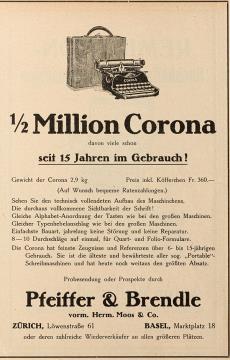 ½ Million Corona
davon viele schon
seit 15 Jahren im Gebrauch!
Gewicht der Corona 2,9 kg Preis inkl. Köfferchen Fr. 360.—
(Auf Wunsch bequeme Ratenzahlungen.)
Sehen Sie den technisch vollendeten Aufbau des Maschinchens,
Die durchaus vollkommene Sichtbarkeit der Schrift!
Gleiche Alphabet-Anordnung der Tasten wie bei den großen Maschinen.
Gleicher Typenhebelanschlag wie bei den großen Maschinen.
Einfachste Bauart, jahrelang keine Störung und keine Reparatur.
8—10 Durchschläge auf einmal, für Quart- und Folio-Formulare.
Die Corona hat feinste Zeugnisse und Referenzen über 6- bis 15-jährigen
Gebrauch. Sie ist die älteste und bewährteste aller sog. „Portable"-
Schreibmaschinen und hat heute noch weitaus den größten Absatz.
Probesendung oder Prospekte durch
Pfeiffer & Brendle
vorm. Herm. Moos & Co.
ZÜRICH, Löwenstraße 61 BASEL, Marktplatz 18
oder deren zahlreiche Wiederverkäufer an allen größeren Plätzen.